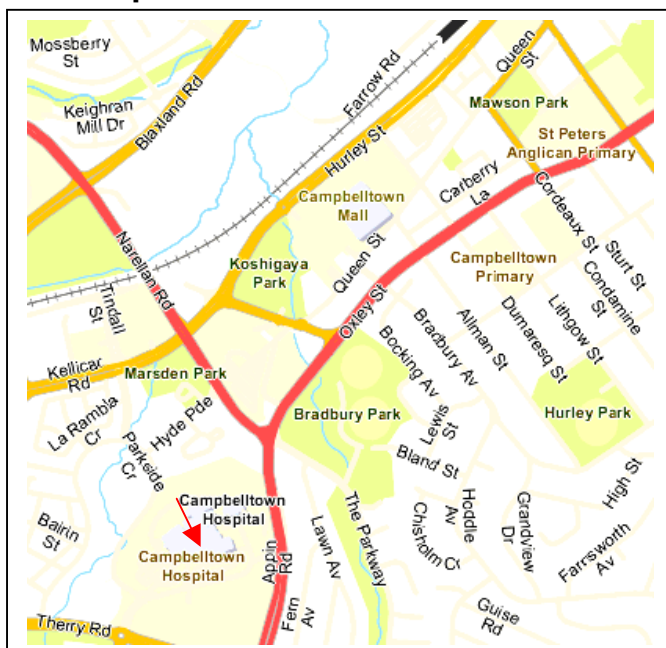 Mossberry
St
Keighran
Mill Dr
Blaxland Rd
Farrow Rd
Queen
St
Mawson Park
St Peters
Anglican Primary
Hurley St
Campbelltown
Mall
Carberry
La
Narellan Rd
Koshigaya
Park
Queen St
Campbelltown
Primary
Cordeaux St
Sturt St
Condamine
St
Tindall
St
Oxley St
Bocking Av
Bradbury Av
Allman St
Dumaresq St
Lithgow St
Kellicar
Rd
Marsden Park
La Rambla
Cr
Hyde Pde
Parkside
Cr
Bradbury Park
Lewis
St
Bland St
Hurley Park
High St
Campbelltown
Hospital
Campbelltown
Hospital
Bairin
St
Appin
Rd
Lawn Av
The Parkway
Chisholm Cr
Hoddle
Av
Grandview
Dr
Farrsworth
Av
Fern
Av
Guise
Rd
Therry Rd